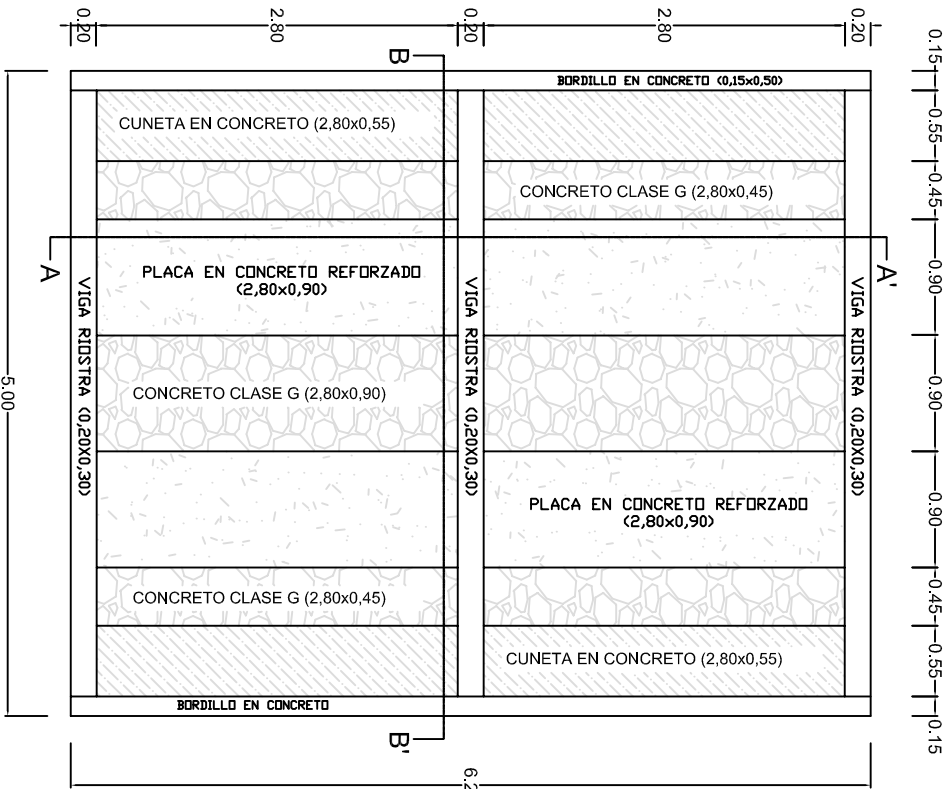 0.20
2.80
0.20
2.80
0.20
0.15
B
BORDILLO EN CONCRETO (0,15x0,50)
CUNETA EN CONCRETO (2,80x0,55)
0.55
CONCRETO CLASE G (2,80x0,45)
0.45
A
A'
PLACA EN CONCRETO REFORZADO
(2,80x0,90)
0.90
VIGA RIOSTRA (0,20X0,30)
VIGA RIOSTRA (0,20X0,30)
VIGA RIOSTRA (0,20X0,30)
CONCRETO CLASE G (2,80x0,90)
0.90
5.00
PLACA EN CONCRETO REFORZADO
(2,80x0,90)
0.90
CONCRETO CLASE G (2,80x0,45)
0.45
CUNETA EN CONCRETO (2,80x0,55)
0.55
BORDILLO EN CONCRETO
0.15
B'
6.2